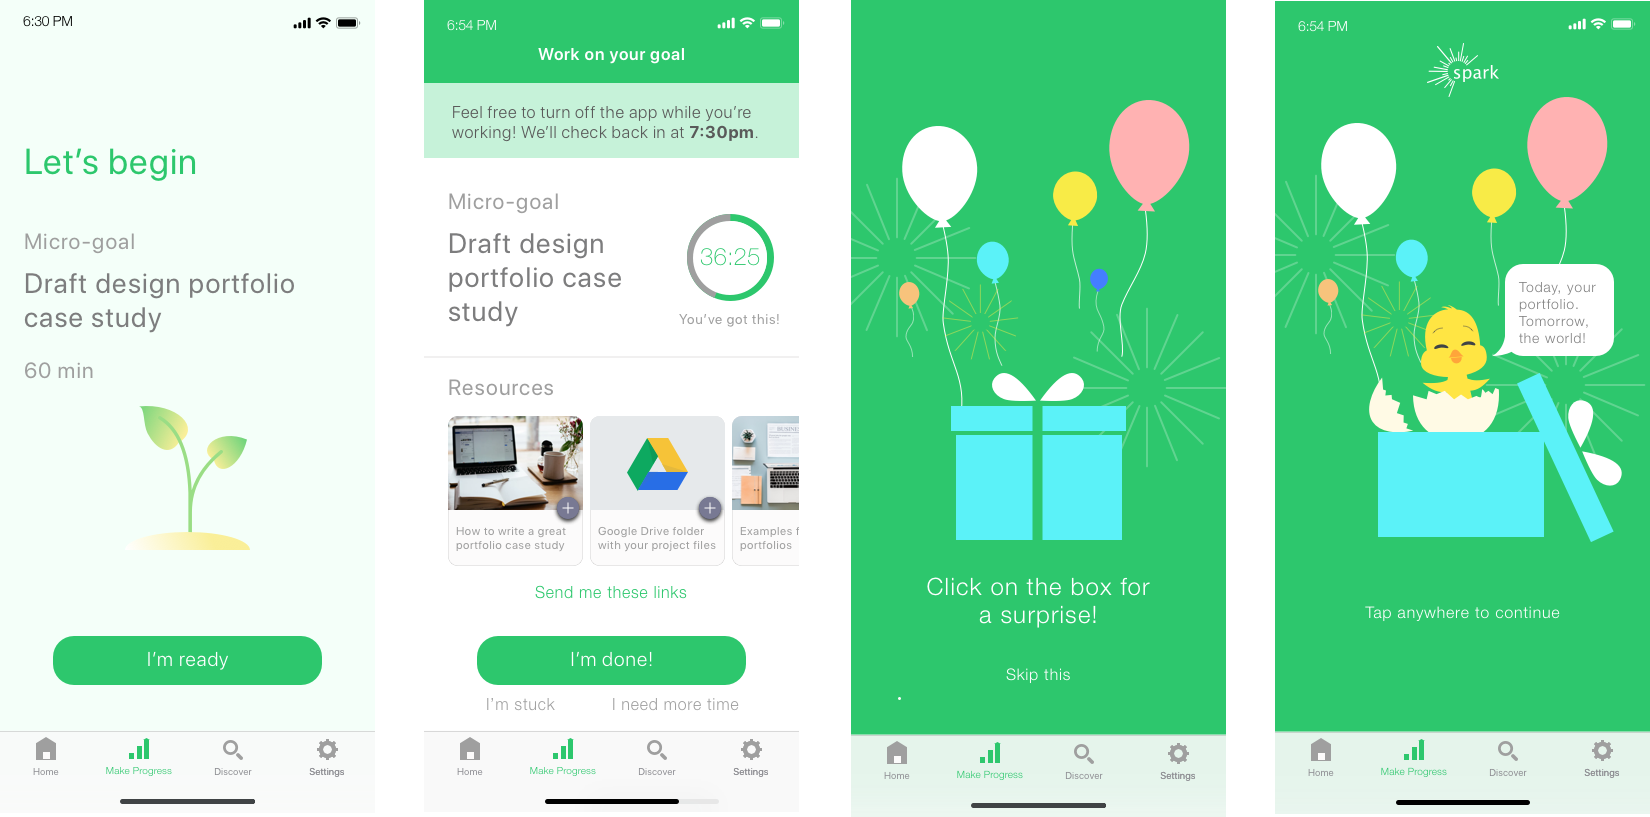 6:30 PM
Let's begin
Micro-goal
Draft design portfolio
case study
60 min
I'm ready
Home
Make Progress
Discover
Settings
6:54 PM
Work on your goal
Feel free to turn off the app while you're
working! We'll check back in at 7:30pm.
Micro-goal
Draft design
portfolio case
study
36:25
You've got this!
Resources
How to write a great
portfolio case study
Google Drive folder
with your project files
Examples f
portfolios
Send me these links
I'm done!
I'm stuck
I need more time
Home
Make Progress
Discover
Settings
Click on the box for
a surprise!
Skip this
Home
Make Progress
Discover
Settings
6:54 PM
spark
Today, your
portfolio.
Tomorrow,
the world!
Tap anywhere to continue
Home
Make Progress
Discover
Settings